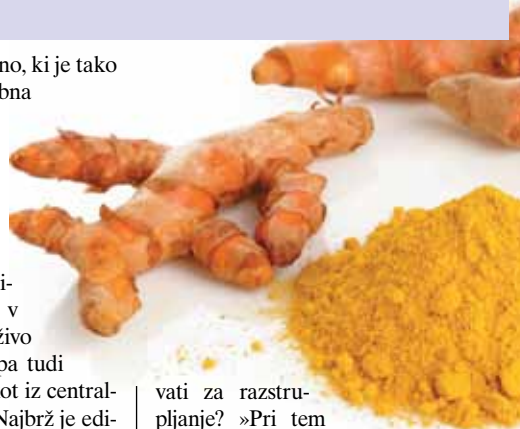 no, ki je tako
bna
i-
v
živo
pa tudi
ot iz central-
Najbrž je edi-
vati za razstru-
pljanje? »Pri tem